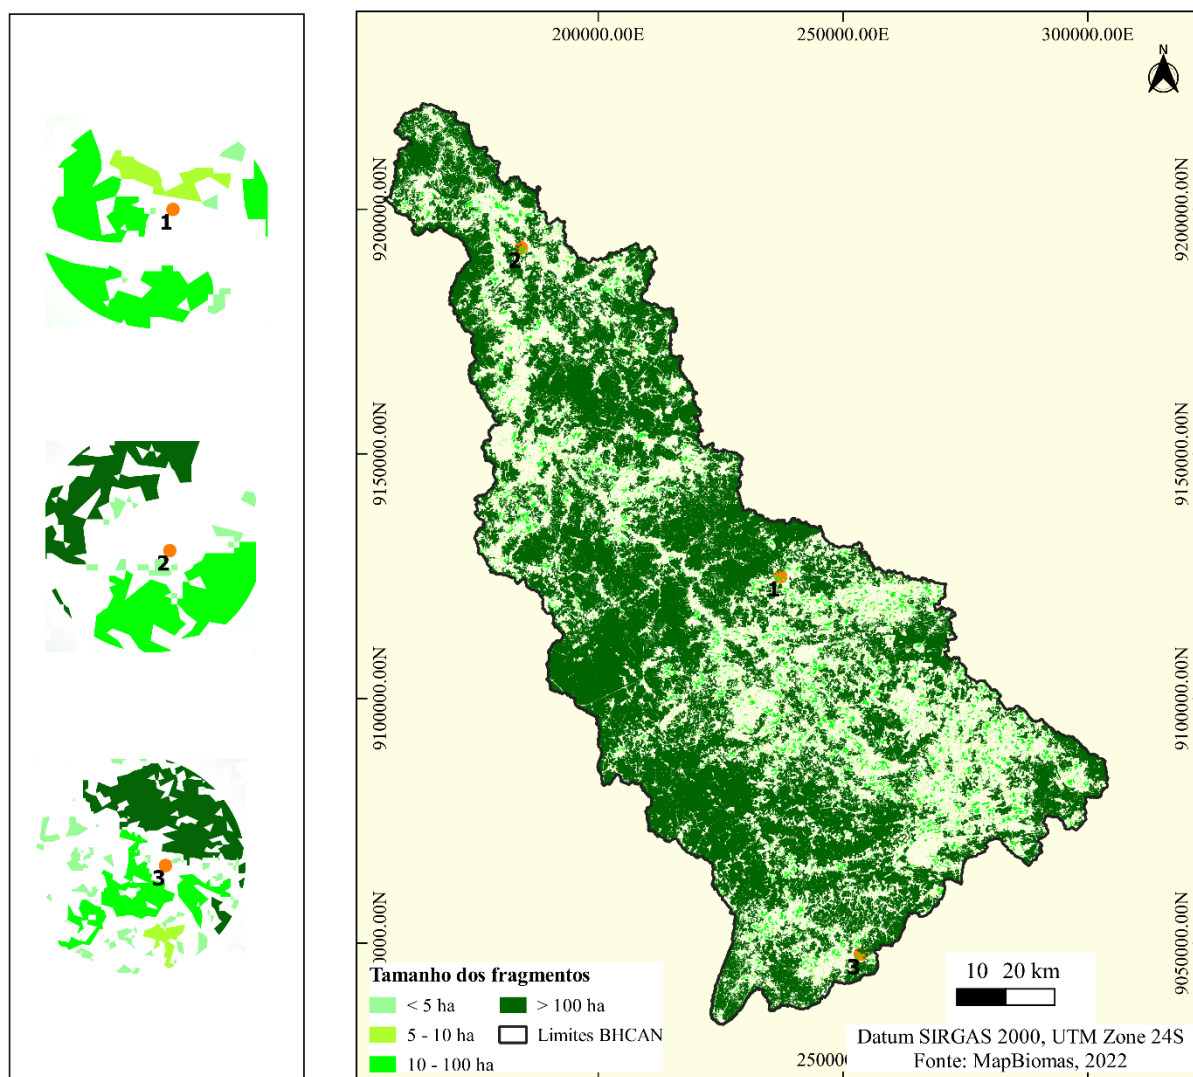 200000.00E 250000.00E 300000.00E
N
9200000.00N 9200000.00N
1
2
9150000.00N 9150000.00N
2
1
9100000.00N 9100000.00N
3
3
9050000.00N
Tamanho dos fragmentos
< 5 ha > 100 ha
5 - 10 ha Limites BHCAN
10 - 100 ha
10 20 km
Datum SIRGAS 2000, UTM Zone 24S
Fonte: MapBiomas, 2022